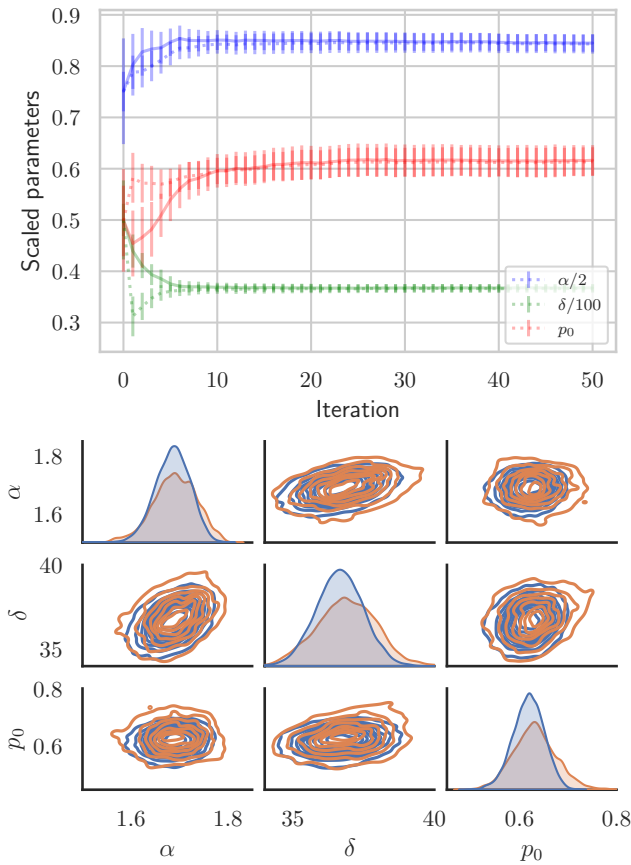 0.9
0.8
0.7
0.6
0.5
0.4
0.3
Scaled parameters
α/2
δ/100
p₀
0 10 20 30 40 50
Iteration
1.8
1.6
α
40
35
δ
0.8
0.6
p₀
1.6 1.8 35 40 0.6 0.8
α δ p₀